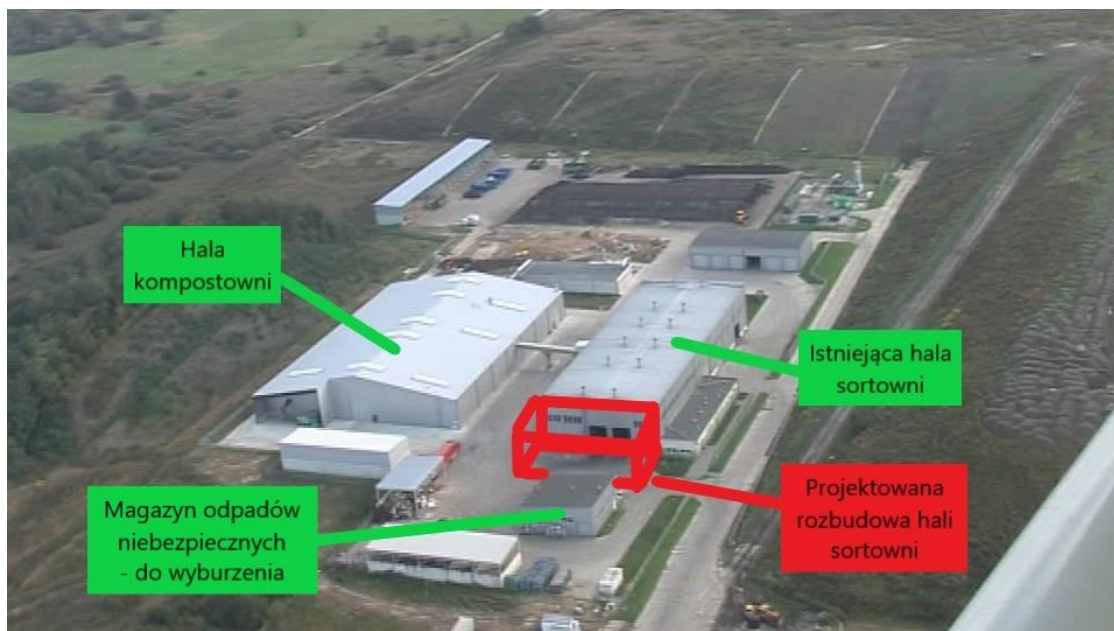 Hala
kompostowni
Istniejąca hala
sortowni
Magazyn odpadów
niebezpiecznych
- do wyburzenia
Projektowana
rozbudowa hali
sortowni